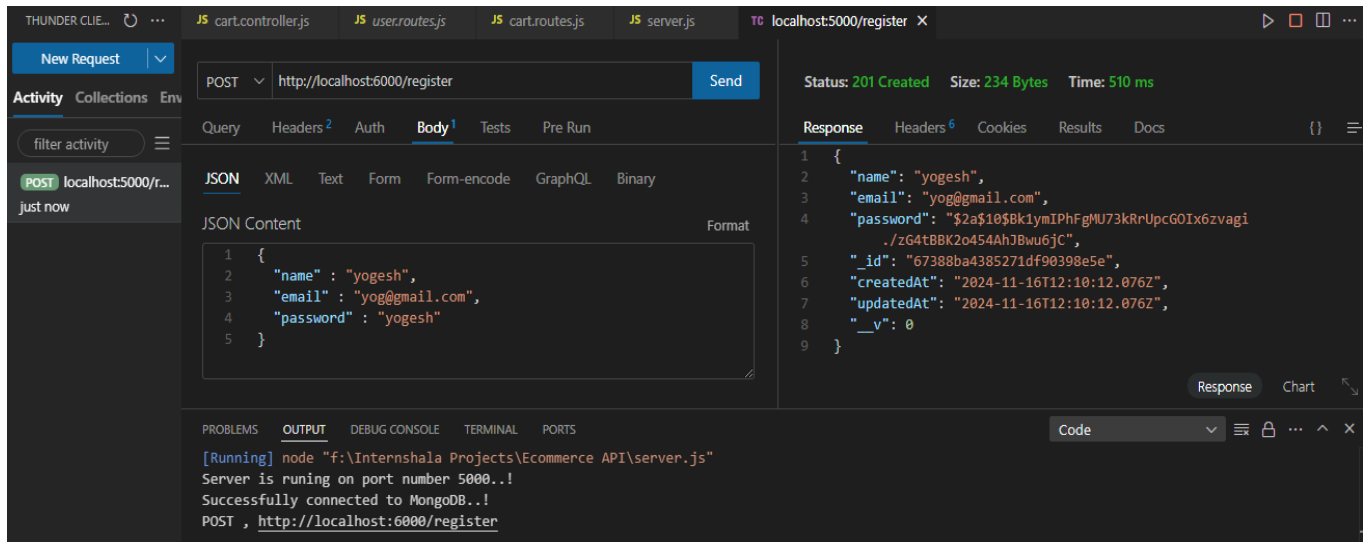 THUNDER CLIE... ↻ ···
JS cart.controller.js JS user.routes.js JS cart.routes.js JS server.js TC localhost:5000/register ×
New Request
Activity Collections Env
filter activity
POST localhost:5000/r...
just now
POST http://localhost:6000/register Send
Query Headers 2 Auth Body 1 Tests Pre Run
JSON XML Text Form Form-encode GraphQL Binary
JSON Content Format
1 {
2 "name" : "yogesh",
3 "email" : "yog@gmail.com",
4 "password" : "yogesh"
5 }
Status: 201 Created Size: 234 Bytes Time: 510 ms
Response Headers 6 Cookies Results Docs {}
1 {
2 "name": "yogesh",
3 "email": "yog@gmail.com",
4 "password": "$2a$10$Bk1ymIPhFgMU73kRrUpcGOIx6zvagi
./zG4tBBK2o454AhJBwu6jC",
5 "_id": "67388ba4385271df90398e5e",
6 "createdAt": "2024-11-16T12:10:12.076Z",
7 "updatedAt": "2024-11-16T12:10:12.076Z",
8 "__v": 0
9 }
Response Chart
PROBLEMS OUTPUT DEBUG CONSOLE TERMINAL PORTS Code
[Running] node "f:\Internshala Projects\Ecommerce API\server.js"
Server is runing on port number 5000..!
Successfully connected to MongoDB..!
POST , http://localhost:6000/register